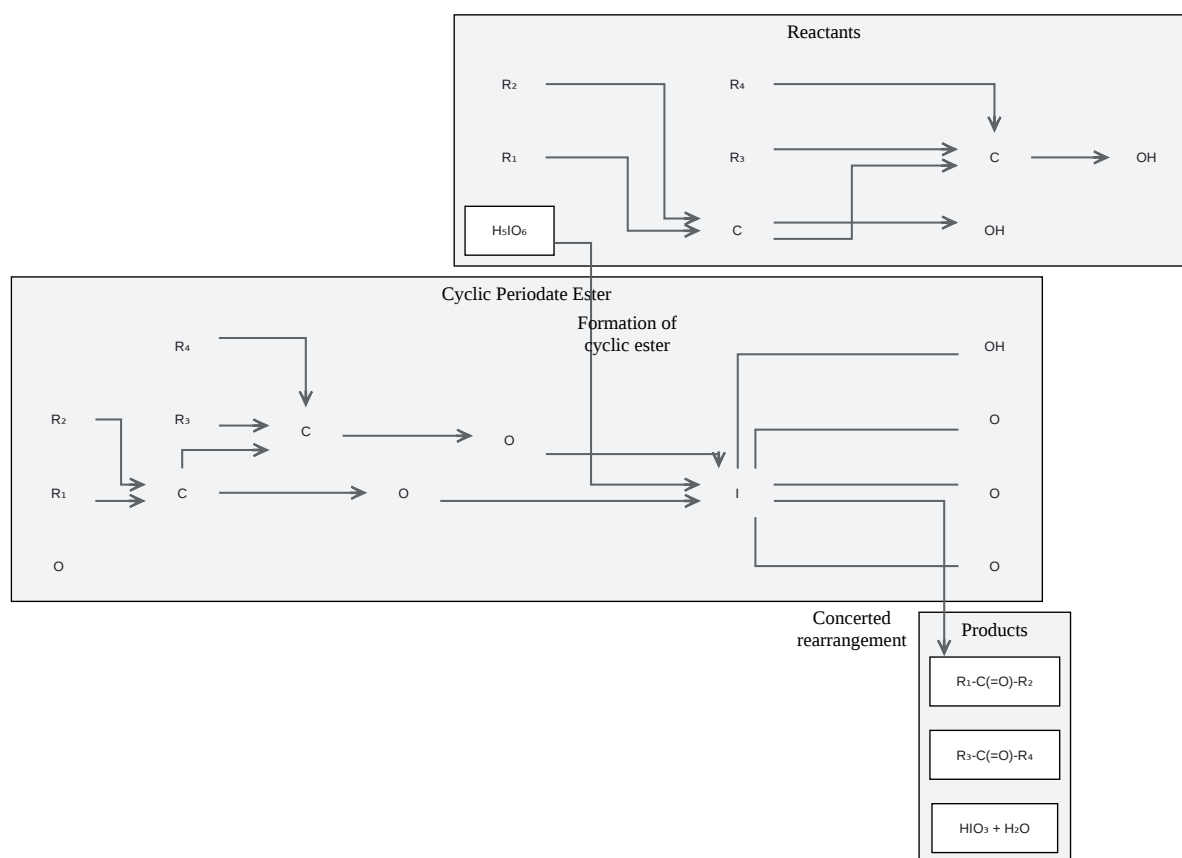 Reactants
R₂
R₄
R₁
R₃
C
OH
H₅IO₆
C
OH
Cyclic Periodate Ester
Formation of
cyclic ester
R₄
OH
R₂
R₃
C
O
O
R₁
C
O
I
O
O
O
Concerted
rearrangement
Products
R₁-C(=O)-R₂
R₃-C(=O)-R₄
HIO₃ + H₂O